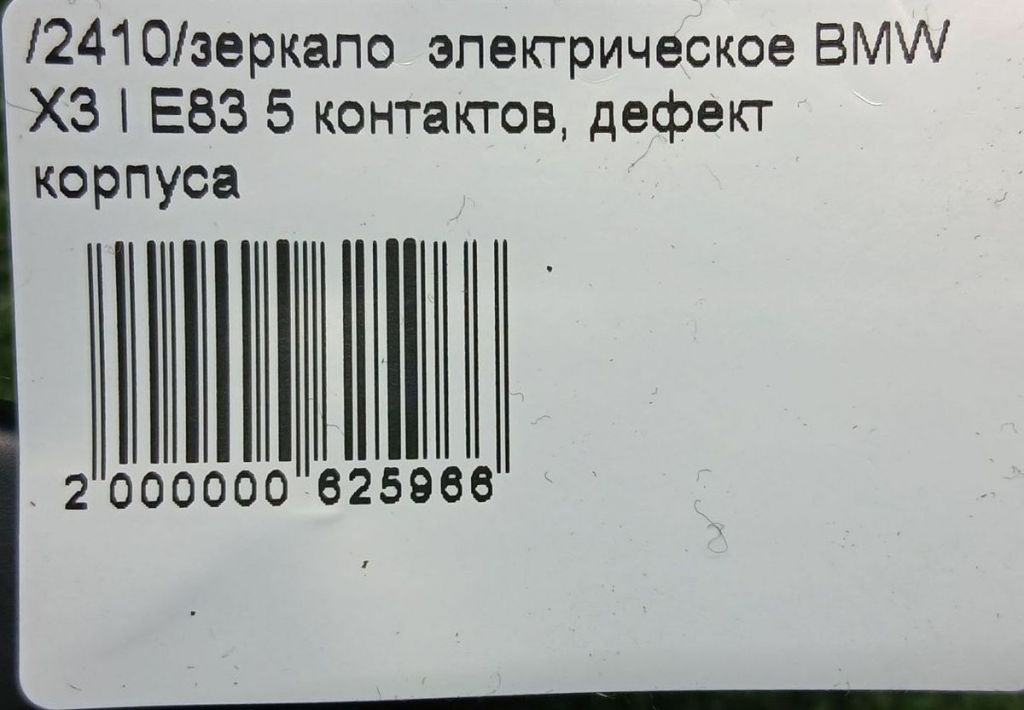 /2410/зеркало электрическое BMW
X3 I E83 5 контактов, дефект
корпуса
2 000000 625966